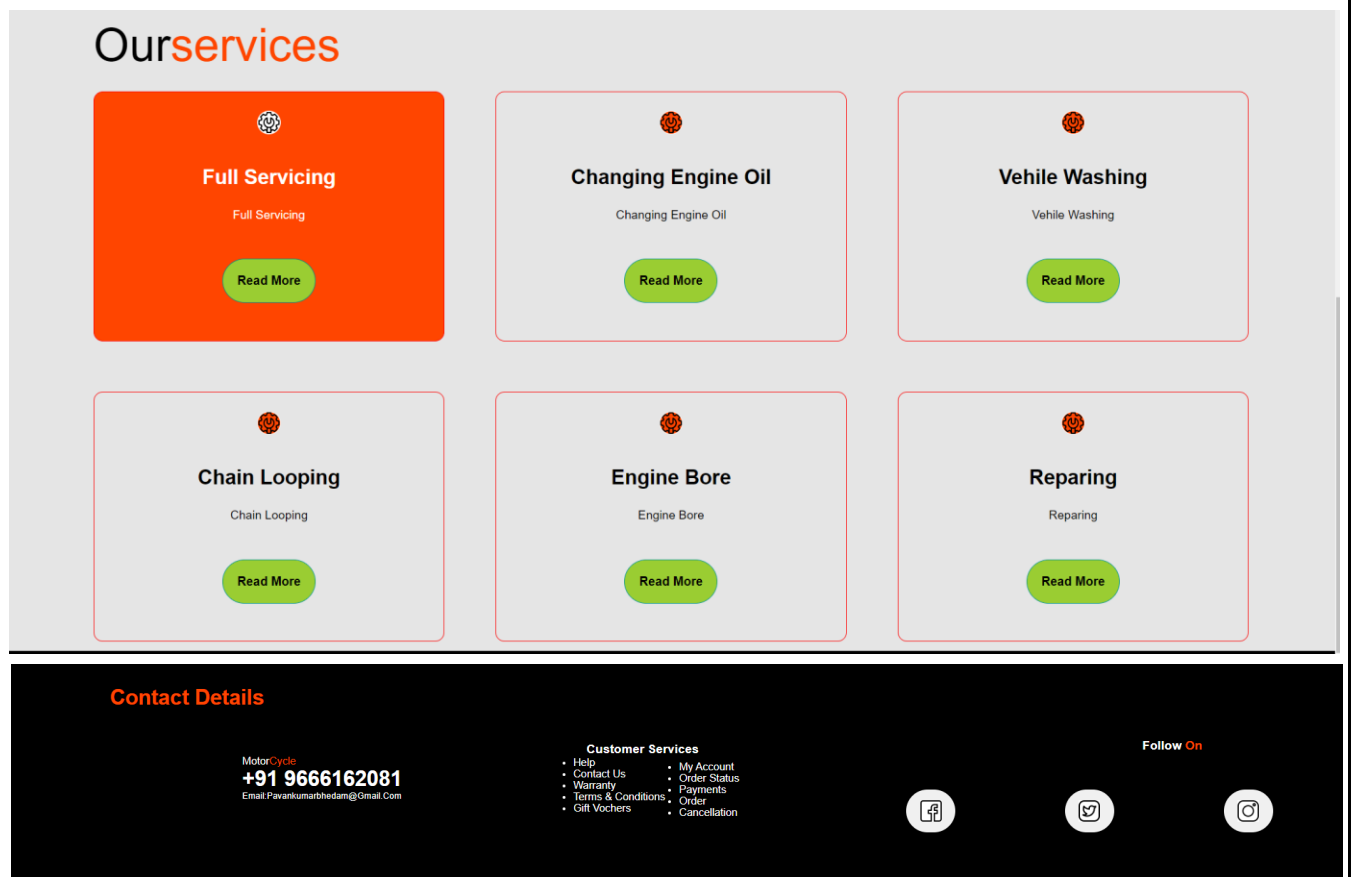 Ourservices
Full Servicing
Full Servicing
Read More
Changing Engine Oil
Changing Engine Oil
Read More
Vehile Washing
Vehile Washing
Read More
Chain Looping
Chain Looping
Read More
Engine Bore
Engine Bore
Read More
Reparing
Reparing
Read More
Contact Details
MotorCycle
+91 9666162081
Email:Pavankumarbhedam@Gmail.Com
Customer Services
Help
Contact Us
Warranty
Terms & Conditions
Gift Vochers
My Account
Order Status
Payments
Order
Cancellation
Follow On